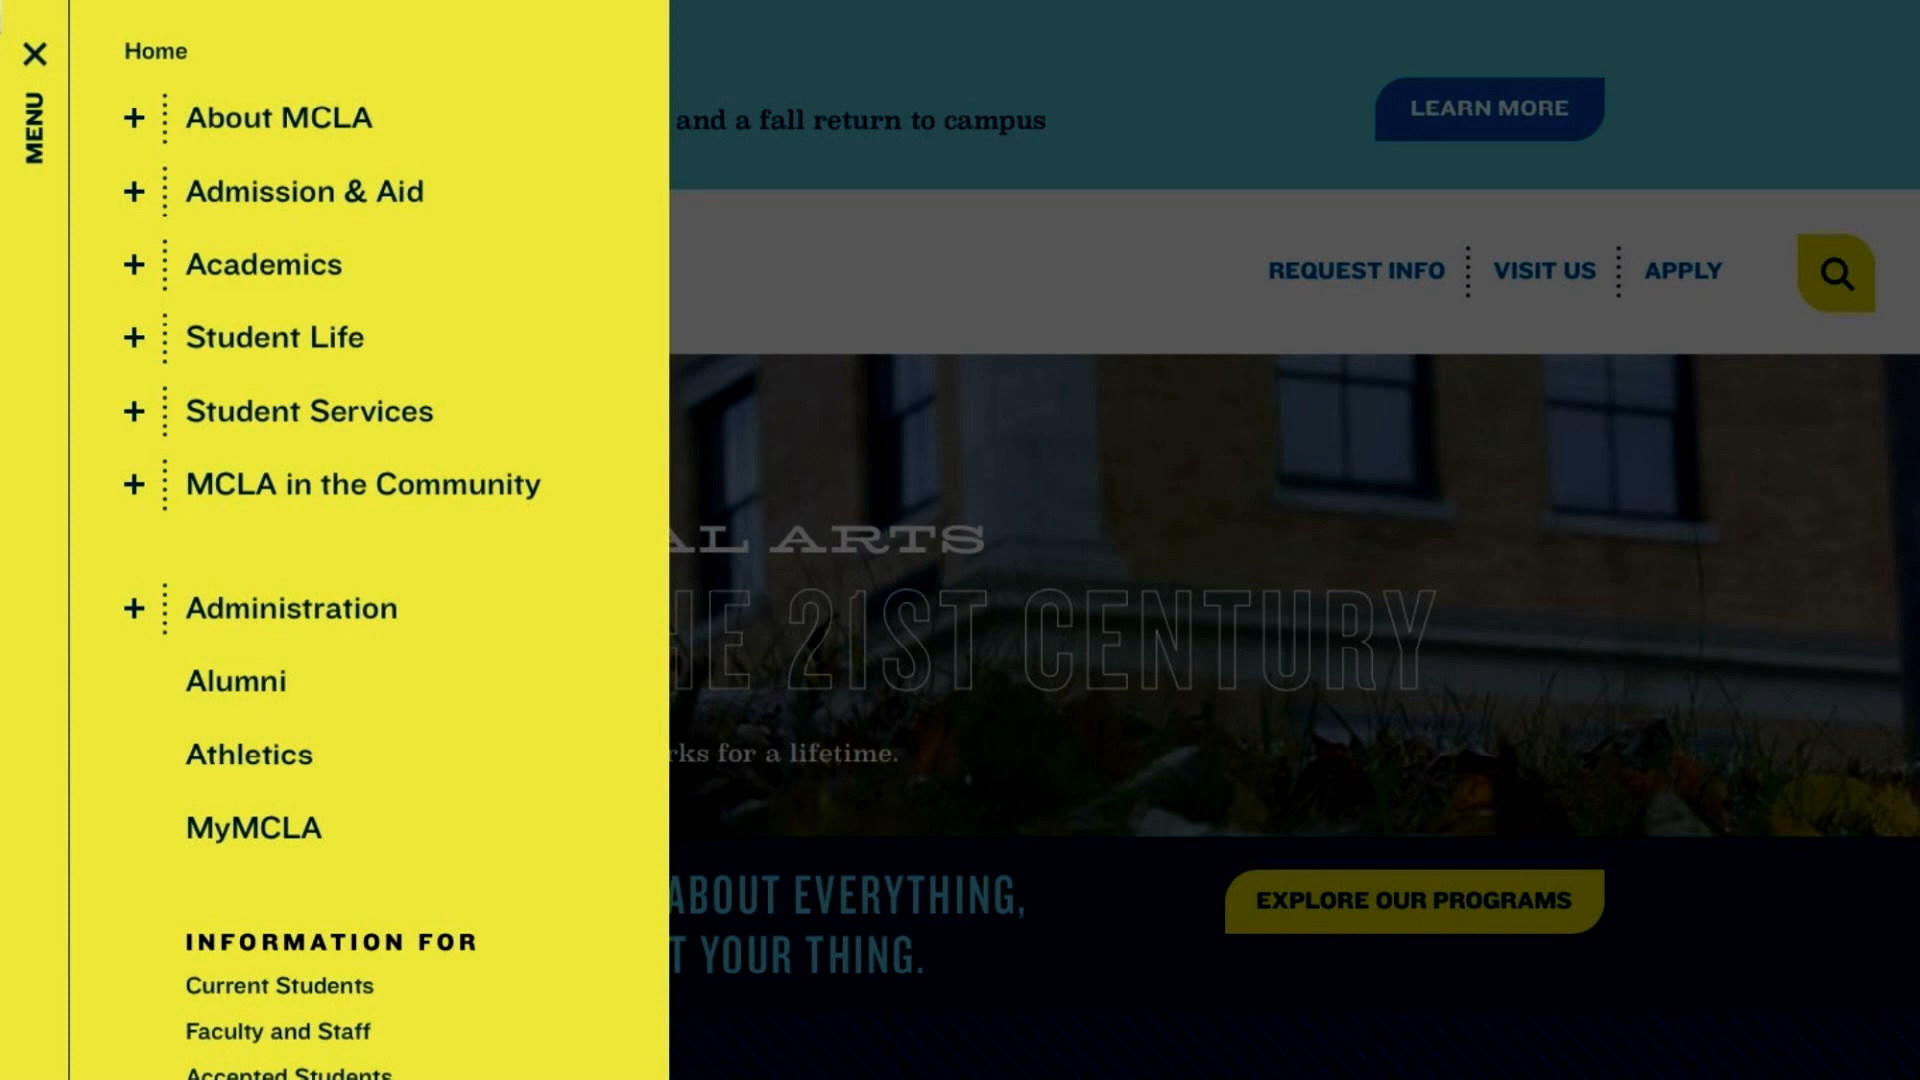 MENU
Home
About MCLA
Admission & Aid
Academics
Student Life
Student Services
MCLA in the Community
Administration
Alumni
Athletics
MyMCLA
INFORMATION FOR
Current Students
Faculty and Staff
Accepted Students
and a fall return to campus
LEARN MORE
REQUEST INFO
VISIT US
APPLY
AL ARTS
HE 21ST CENTURY
rks for a lifetime.
ABOUT EVERYTHING,
T YOUR THING.
EXPLORE OUR PROGRAMS